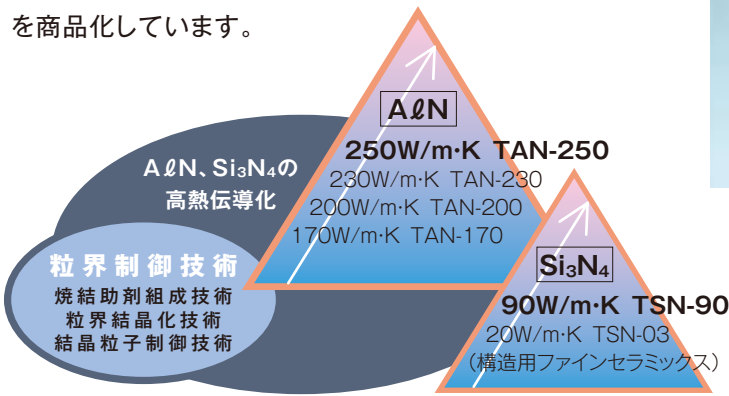 を商品化しています。
AℓN、Si₃N₄の
高熱伝導化
粒界制御技術
焼結助剤組成技術
粒界結晶化技術
結晶粒子制御技術
AℓN
250W/m·K TAN-250
230W/m·K TAN-230
200W/m·K TAN-200
170W/m·K TAN-170
Si₃N₄
90W/m·K TSN-90
20W/m·K TSN-03
（構造用ファインセラミックス）